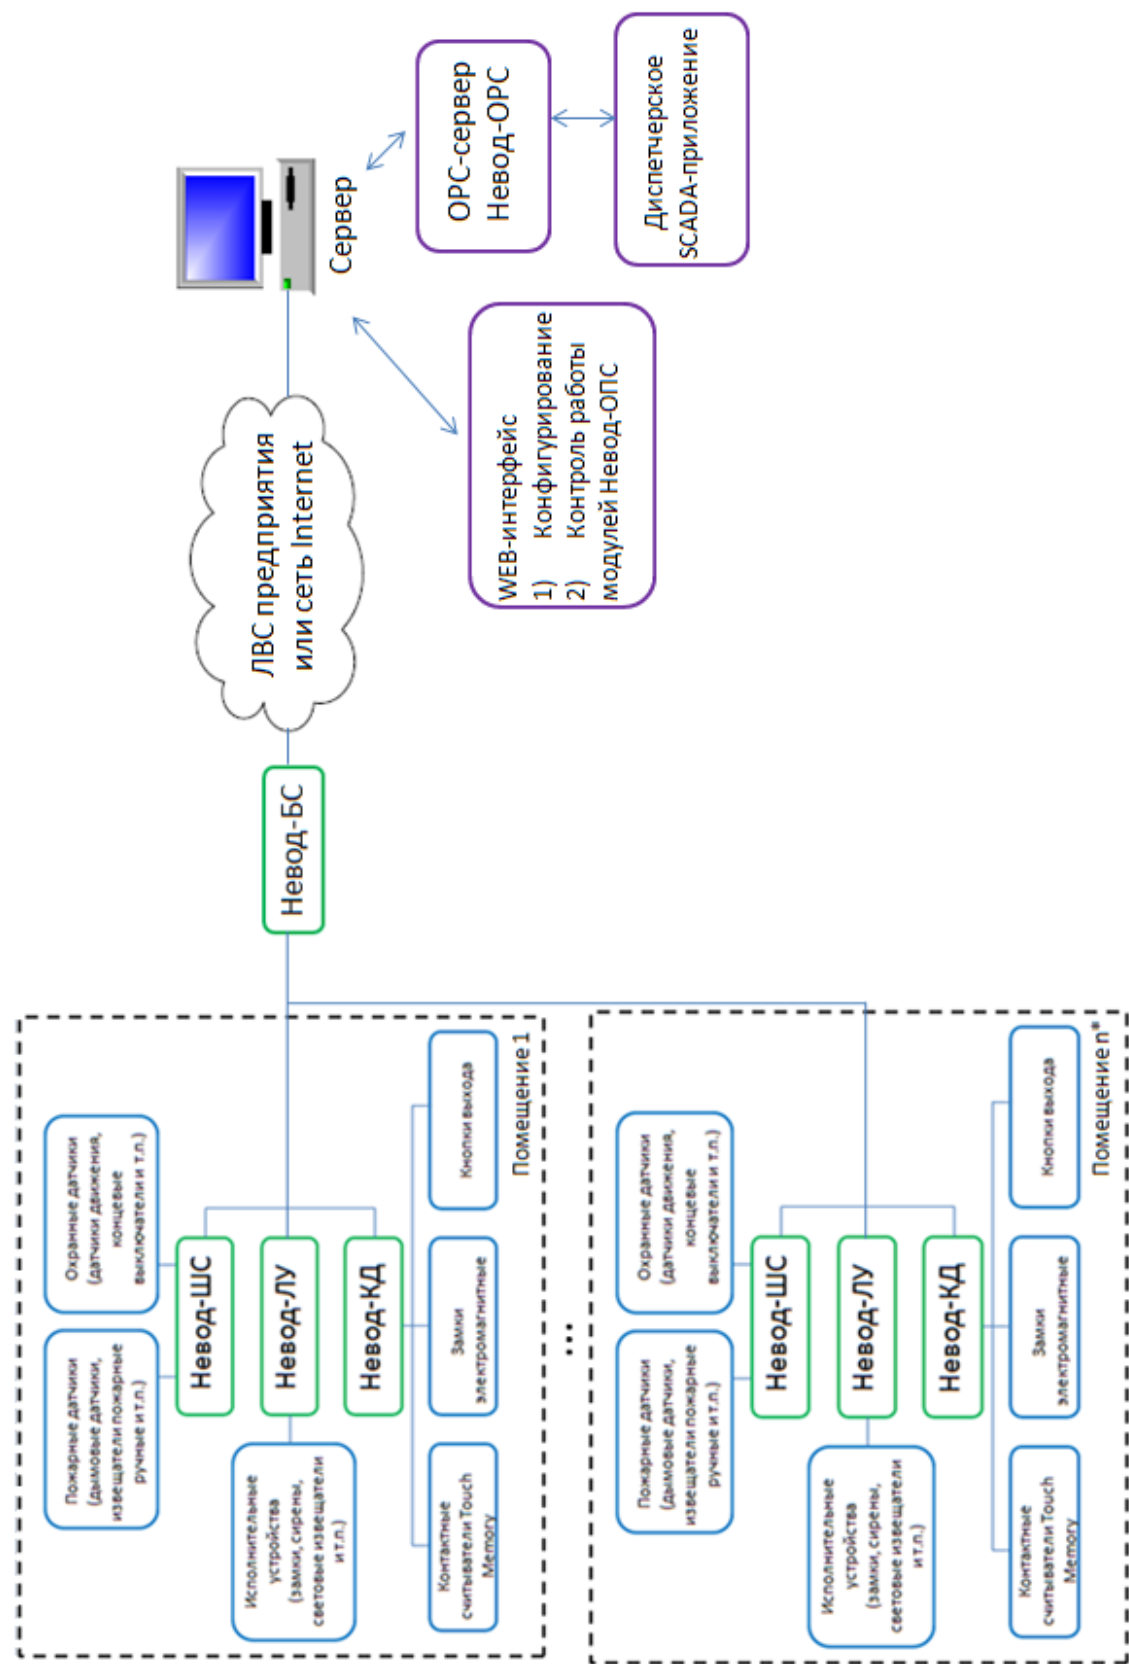 Пожарные датчики
(дымовые датчики,
извещатели пожарные
ручные и т.п.)
Охранные датчики
(датчики движения,
концевые
выключатели и т.п.)
Невод-ШС
Исполнительные
устройства
(замки, сирены,
световые извещатели
и т.п.)
Невод-ЛУ
Невод-КД
Контактные
считыватели Touch
Memory
Замки
электромагнитные
Кнопки выхода
Помещение 1
...
Пожарные датчики
(дымовые датчики,
извещатели пожарные
ручные и т.п.)
Охранные датчики
(датчики движения,
концевые
выключатели и т.п.)
Невод-ШС
Исполнительные
устройства
(замки, сирены,
световые извещатели
и т.п.)
Невод-ЛУ
Невод-КД
Контактные
считыватели Touch
Memory
Замки
электромагнитные
Кнопки выхода
Помещение n*
Невод-БС
ЛВС предприятия
или сеть Internet
Сервер
WEB-интерфейс
1) Конфигурирование
2) Контроль работы
модулей Невод-ОПС
OPC-сервер
Невод-OPC
Диспетчерское
SCADA-приложение